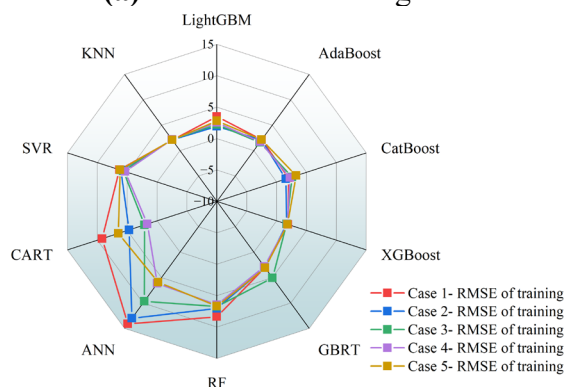 LightGBM
15
KNN
AdaBoost
10
5
SVR
0
CatBoost
−5
−10
CART
XGBoost
Case 1- RMSE of training
Case 2- RMSE of training
Case 3- RMSE of training
ANN
GBRT
Case 4- RMSE of training
Case 5- RMSE of training
RF